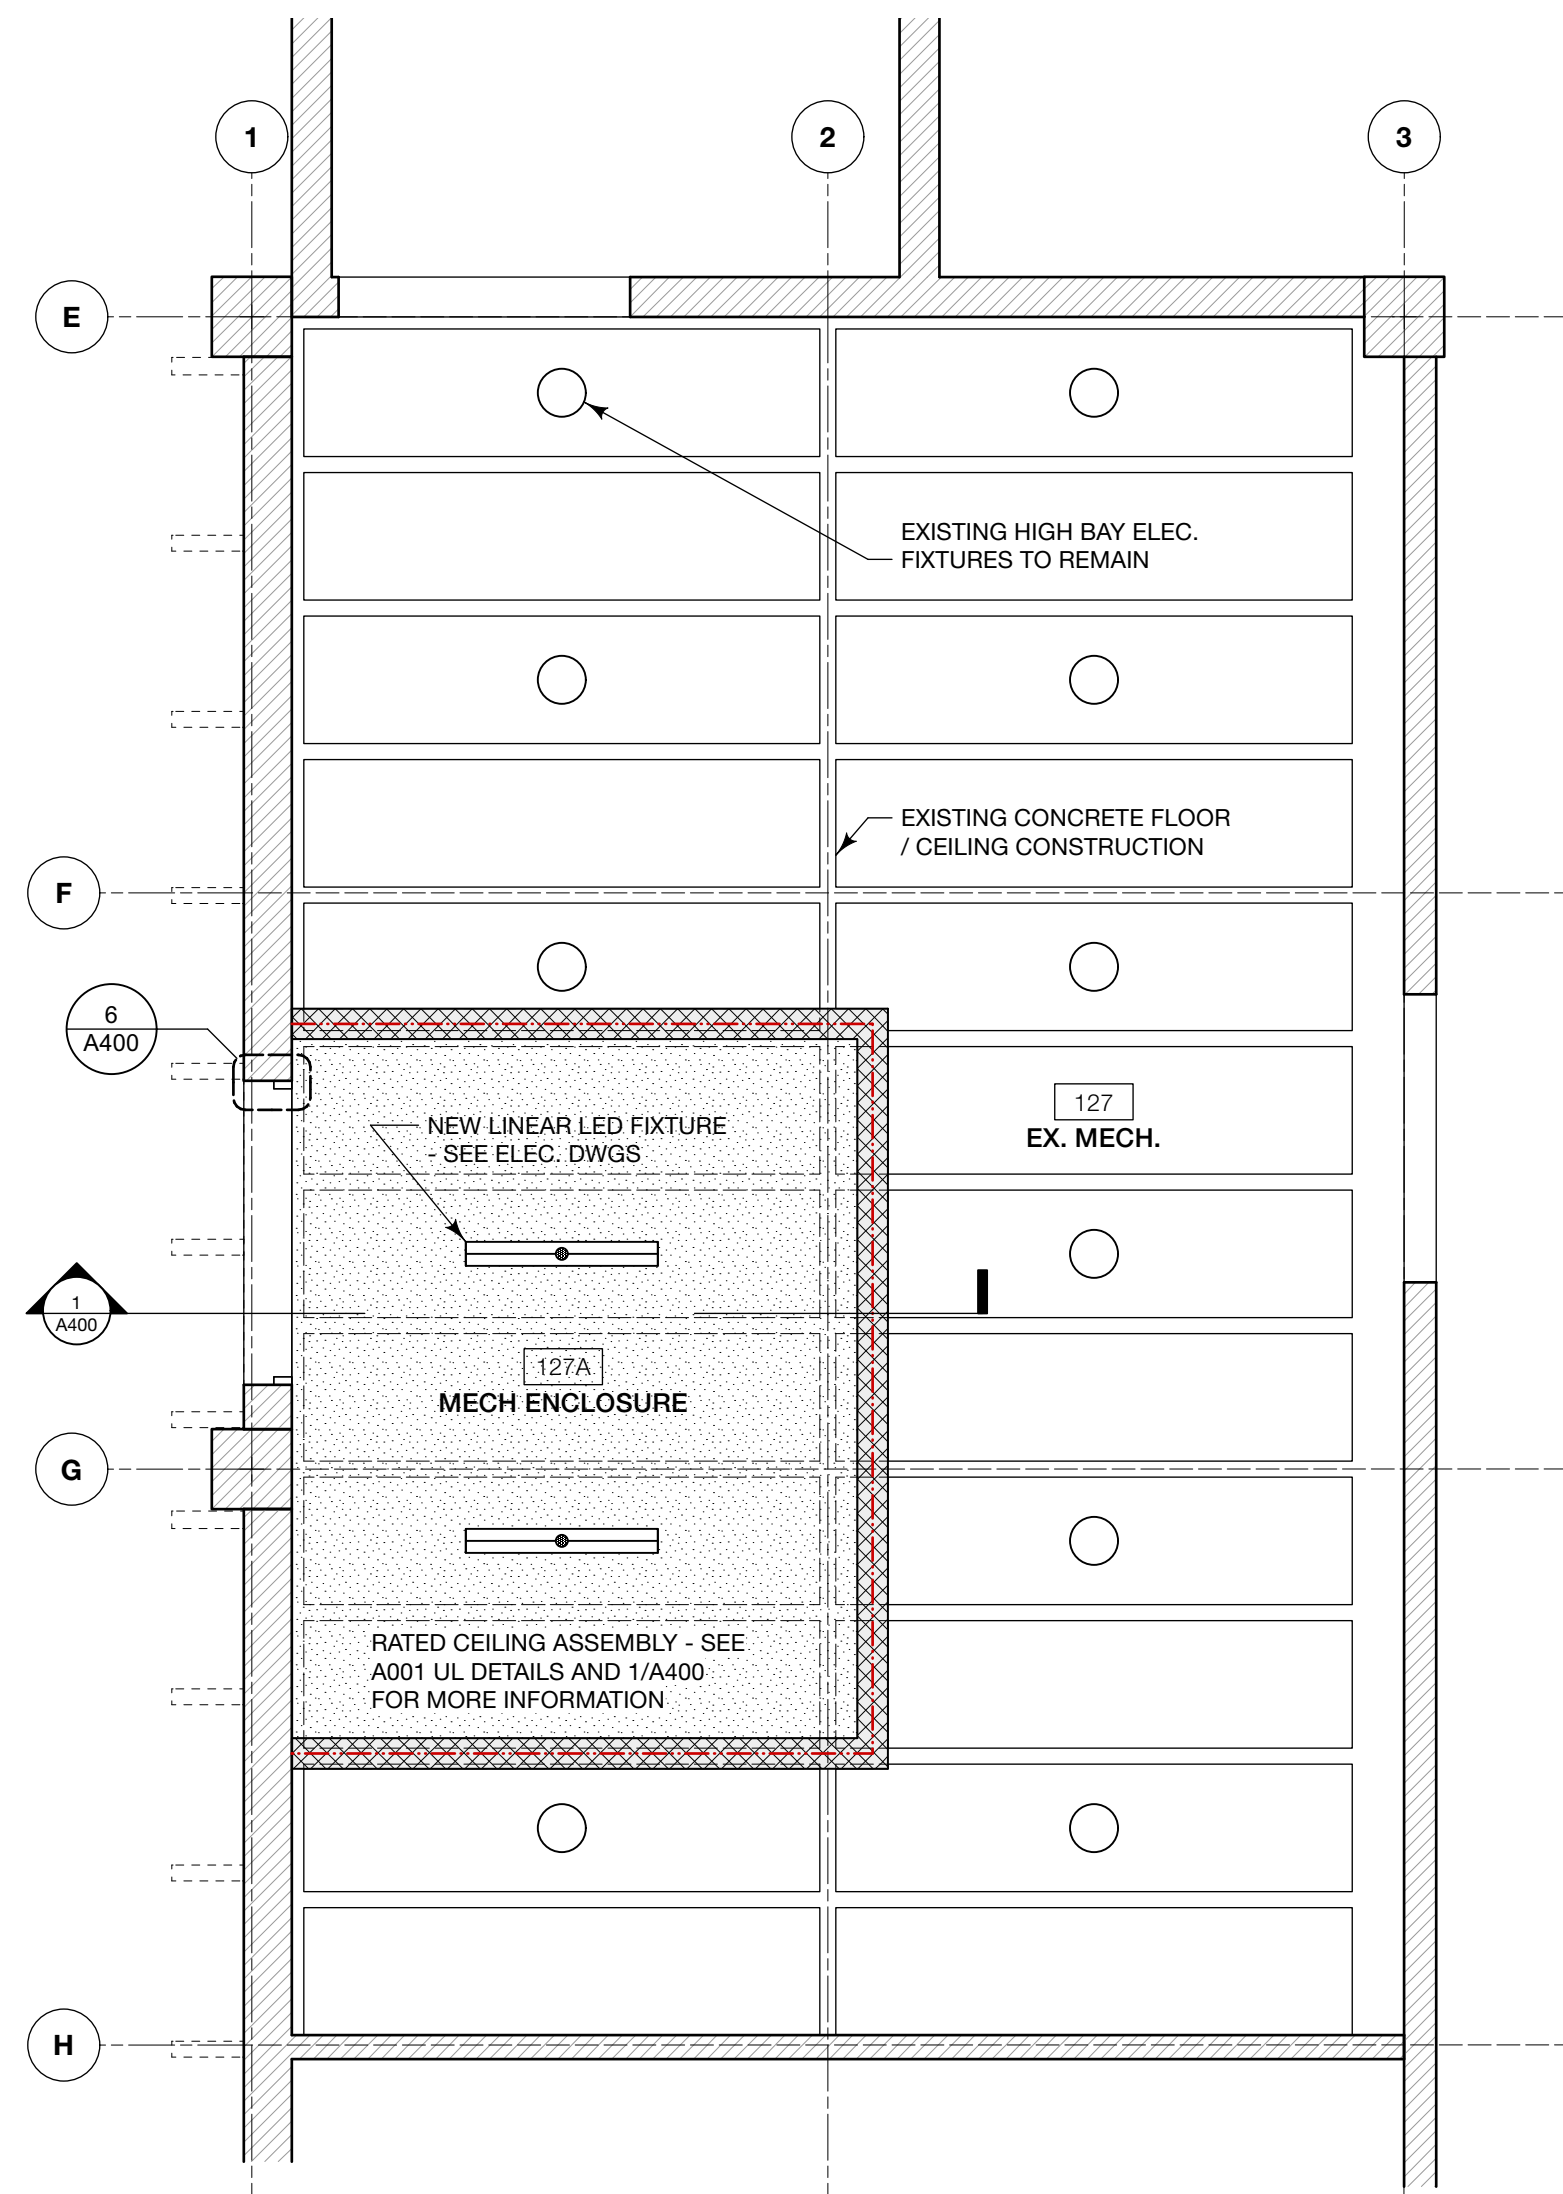 1
2
3
E
EXISTING HIGH BAY ELEC.
FIXTURES TO REMAIN
EXISTING CONCRETE FLOOR
/ CEILING CONSTRUCTION
F
6
A400
127
EX. MECH.
NEW LINEAR LED FIXTURE
- SEE ELEC. DWGS
1
A400
127A
MECH ENCLOSURE
G
RATED CEILING ASSEMBLY - SEE
A001 UL DETAILS AND 1/A400
FOR MORE INFORMATION
H